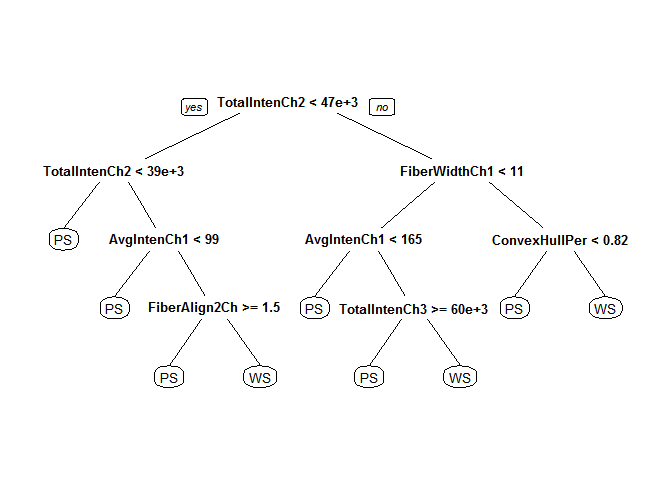 yes TotalIntenCh2 < 47e+3 no
TotalIntenCh2 < 39e+3 FiberWidthCh1 < 11
PS AvgIntenCh1 < 99 AvgIntenCh1 < 165 ConvexHullPer < 0.82
PS FiberAlign2Ch >= 1.5 PS TotalIntenCh3 >= 60e+3 PS WS
PS WS PS WS